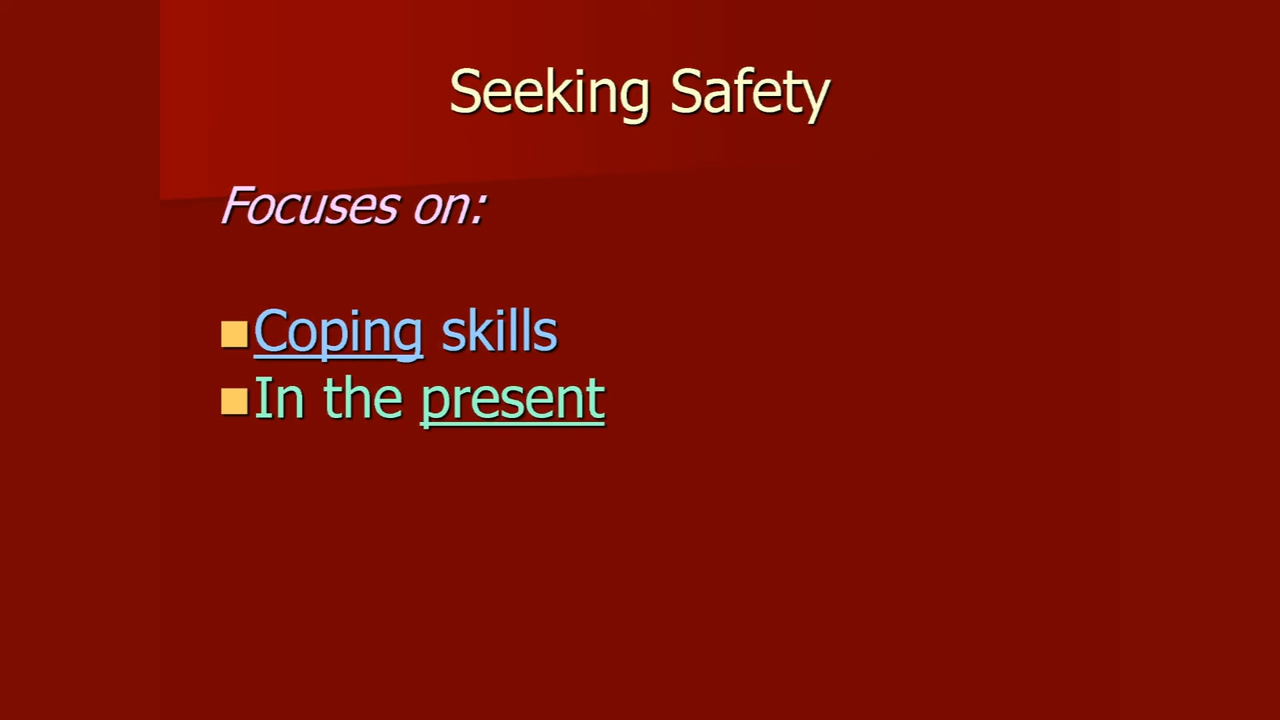 Seeking Safety
Focuses on:
Coping skills
In the present